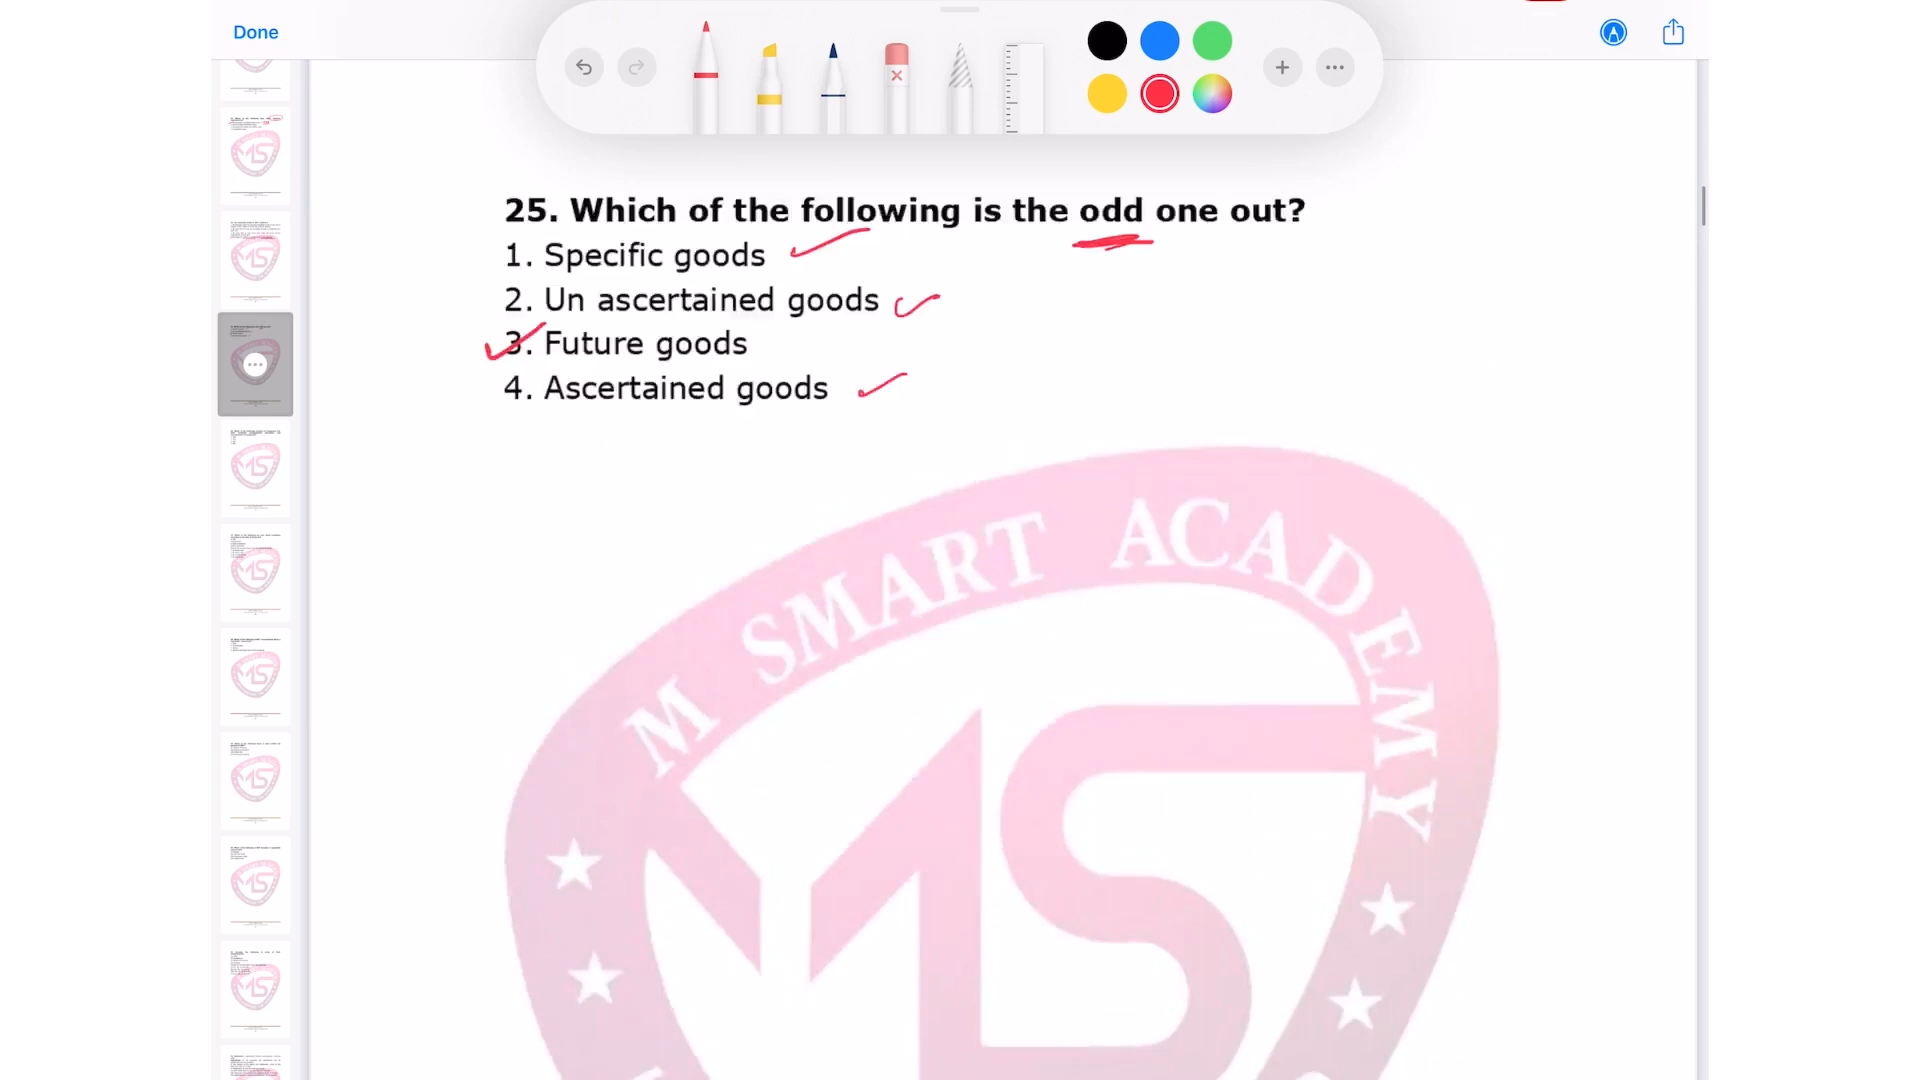 Done
25. Which of the following is the odd one out?
1. Specific goods
2. Un ascertained goods
3. Future goods
4. Ascertained goods
M SMART ACADEMY
MS